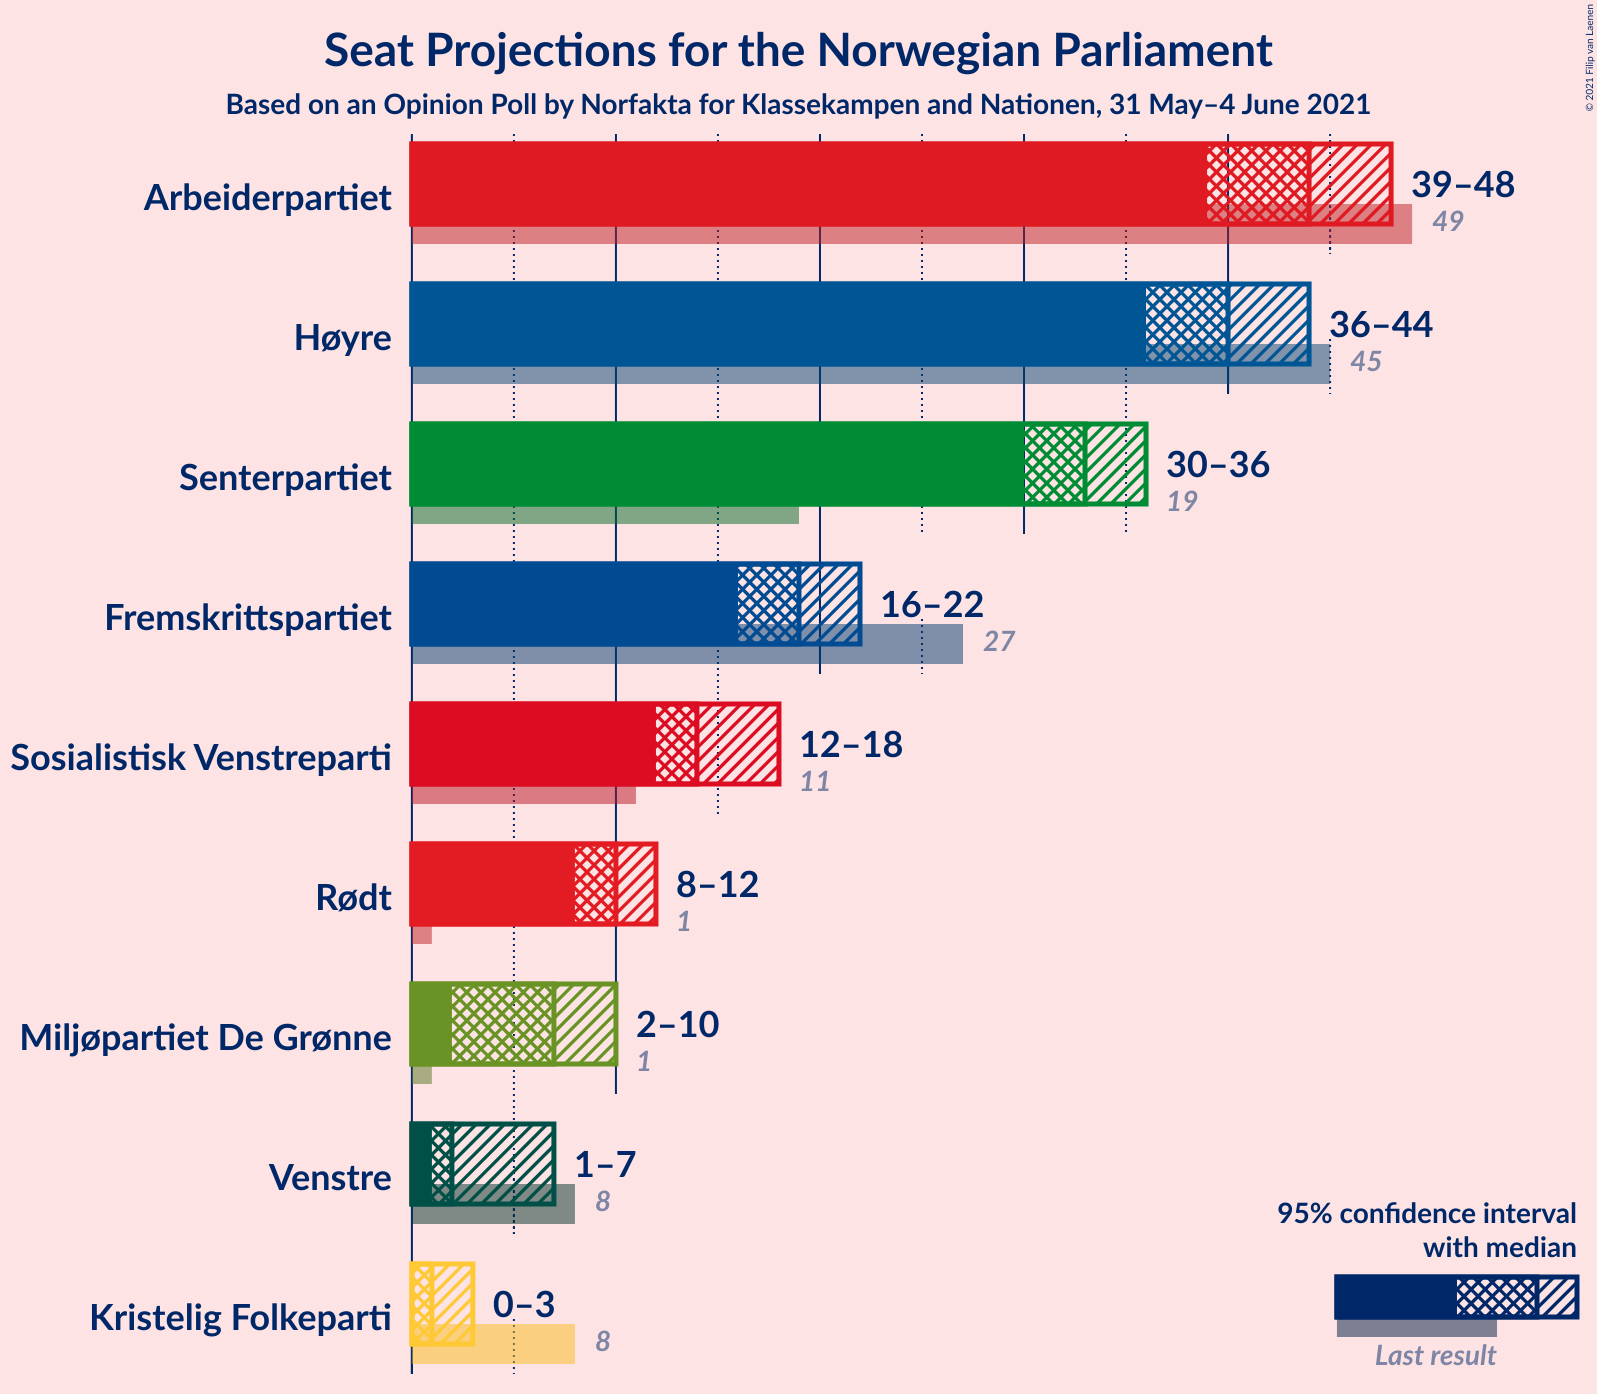 Seat Projections for the Norwegian Parliament
Based on an Opinion Poll by Norfakta for Klassekampen and Nationen, 31 May–4 June 2021
© 2021 Filip van Laenen
Arbeiderpartiet
39–48
49
Høyre
36–44
45
Senterpartiet
30–36
19
Fremskrittspartiet
16–22
27
Sosialistisk Venstreparti
12–18
11
Rødt
8–12
1
Miljøpartiet De Grønne
2–10
1
Venstre
1–7
8
Kristelig Folkeparti
0–3
8
95% confidence interval
with median
Last result